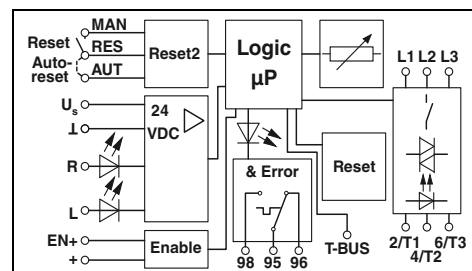 MAN
Reset
RES
Auto-
reset
AUT
Reset2
Logic
µP
L1 L2 L3
Us
⊥
24
VDC
R
L
& Error
Reset
EN+
+
Enable
98 95 96
T-BUS
2/T1 6/T3
4/T2